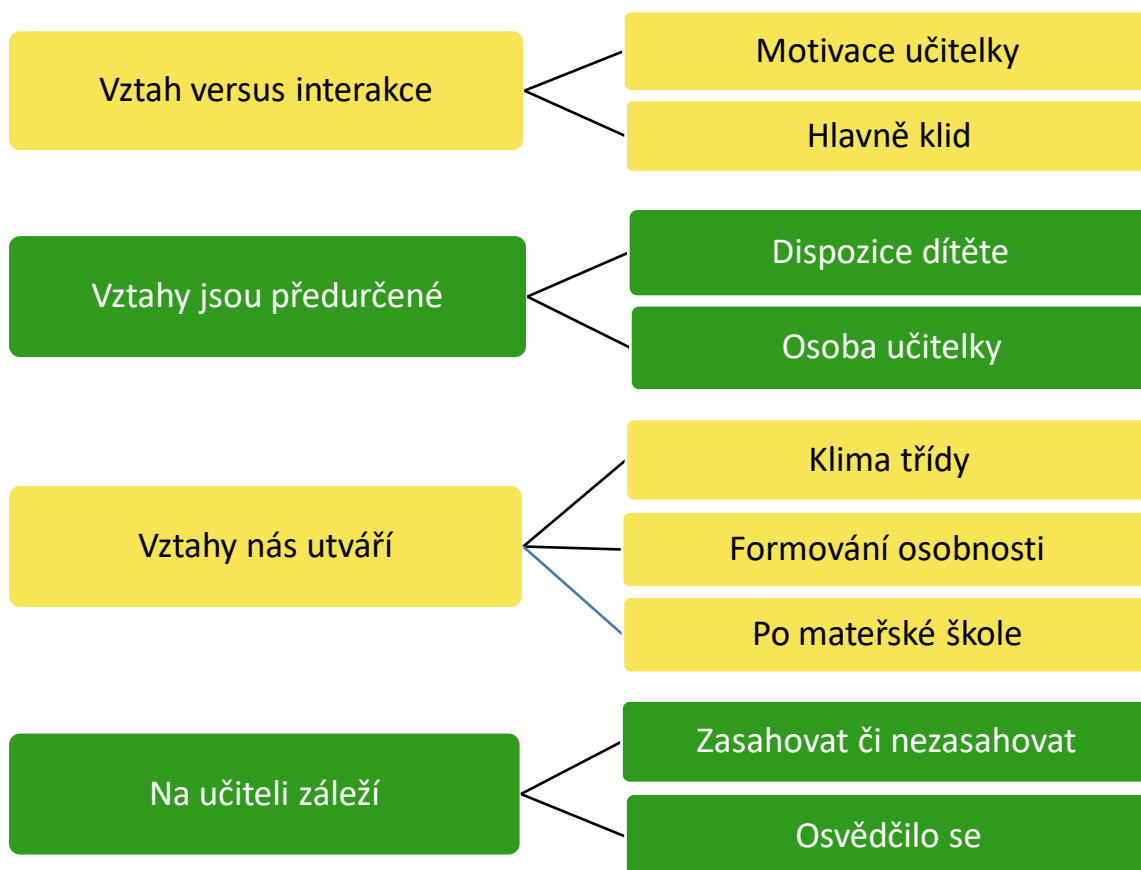 Vztah versus interakce
Motivace učitelky
Hlavně klid
Vztahy jsou předurčené
Dispozice dítěte
Osoba učitelky
Vztahy nás utváří
Klima třídy
Formování osobnosti
Po mateřské škole
Na učiteli záleží
Zasahovat či nezasahovat
Osvědčilo se